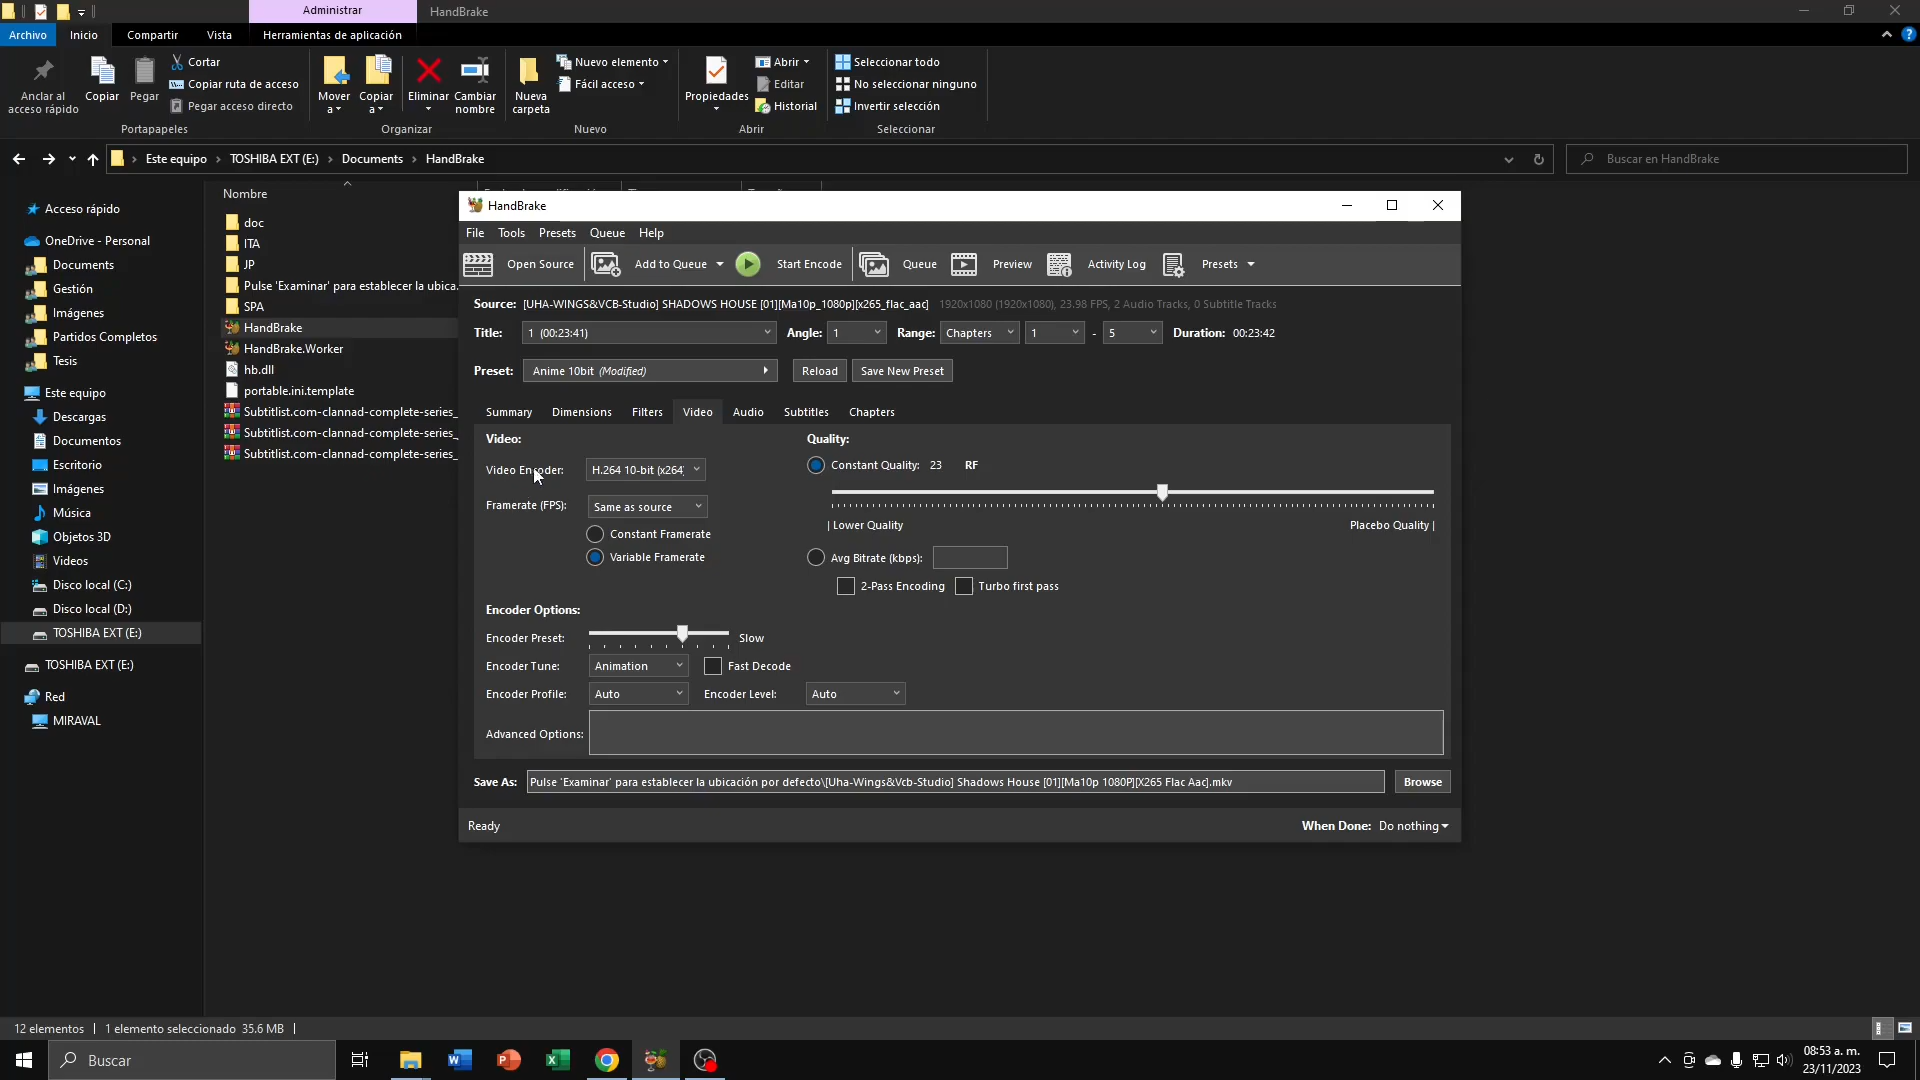 Administrar
HandBrake
Archivo
Inicio
Compartir
Vista
Herramientas de aplicación
Anclar al
acceso rápido
Copiar
Pegar
Cortar
Copiar ruta de acceso
Pegar acceso directo
Portapapeles
Mover
a
Copiar
a
Eliminar
Cambiar
nombre
Organizar
Nueva
carpeta
Nuevo elemento
Fácil acceso
Nuevo
Propiedades
Abrir
Editar
Historial
Abrir
Seleccionar todo
No seleccionar ninguno
Invertir selección
Seleccionar
Este equipo
TOSHIBA EXT (E:)
Documents
HandBrake
Buscar en HandBrake
Acceso rápido
OneDrive - Personal
Documents
Gestión
Imágenes
Partidos Completos
Tesis
Este equipo
Descargas
Documentos
Escritorio
Imágenes
Música
Objetos 3D
Videos
Disco local (C:)
Disco local (D:)
TOSHIBA EXT (E:)
TOSHIBA EXT (E:)
Red
MIRAVAL
Nombre
doc
ITA
JP
Pulse 'Examinar' para establecer la ubica.
SPA
HandBrake
HandBrake.Worker
hb.dll
portable.ini.template
Subtitlist.com-clannad-complete-series_
Subtitlist.com-clannad-complete-series_
Subtitlist.com-clannad-complete-series_
HandBrake
File Tools Presets Queue Help
Open Source
Add to Queue
Start Encode
Queue
Preview
Activity Log
Presets
Source: [UHA-WINGS&VCB-Studio] SHADOWS HOUSE [01][Ma10p_1080p][x265_flac_aac] 1920x1080 (1920x1080), 23.98 FPS, 2 Audio Tracks, 0 Subtitle Tracks
Title: 1 (00:23:41) Angle: 1 Range: Chapters 1 - 5 Duration: 00:23:42
Preset: Anime 10bit (Modified) Reload Save New Preset
Summary Dimensions Filters Video Audio Subtitles Chapters
Video:
Video Encoder: H.264 10-bit (x264)
Framerate (FPS): Same as source
Constant Framerate
Variable Framerate
Quality:
Constant Quality: 23 RF
| Lower Quality
Placebo Quality |
Avg Bitrate (kbps):
2-Pass Encoding Turbo first pass
Encoder Options:
Encoder Preset: Slow
Encoder Tune: Animation Fast Decode
Encoder Profile: Auto Encoder Level: Auto
Advanced Options:
Save As: Pulse 'Examinar' para establecer la ubicación por defecto\[Uha-Wings&Vcb-Studio] Shadows House [01][Ma10p 1080P][X265 Flac Aac].mkv Browse
Ready
When Done: Do nothing
12 elementos
1 elemento seleccionado 35.6 MB
Buscar
08:53 a. m.
23/11/2023